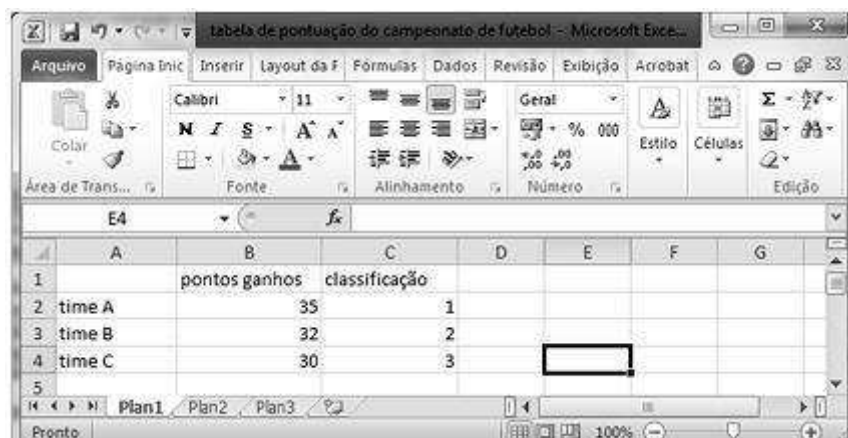 tabela de pontuação do campeonato de futebol - Microsoft Exce...
Arquivo Página Inic Inserir Layout da F Fórmulas Dados Revisão Exibição Acrobat
Colar
Calibri 11
N I S A A
Geral
% 000
Estilo Células
Área de Trans... Fonte Alinhamento Número Edição
E4 fx
A B C D E F G
1 pontos ganhos classificação
2 time A 35 1
3 time B 32 2
4 time C 30 3
5
Plan1 Plan2 Plan3
Pronto 100%